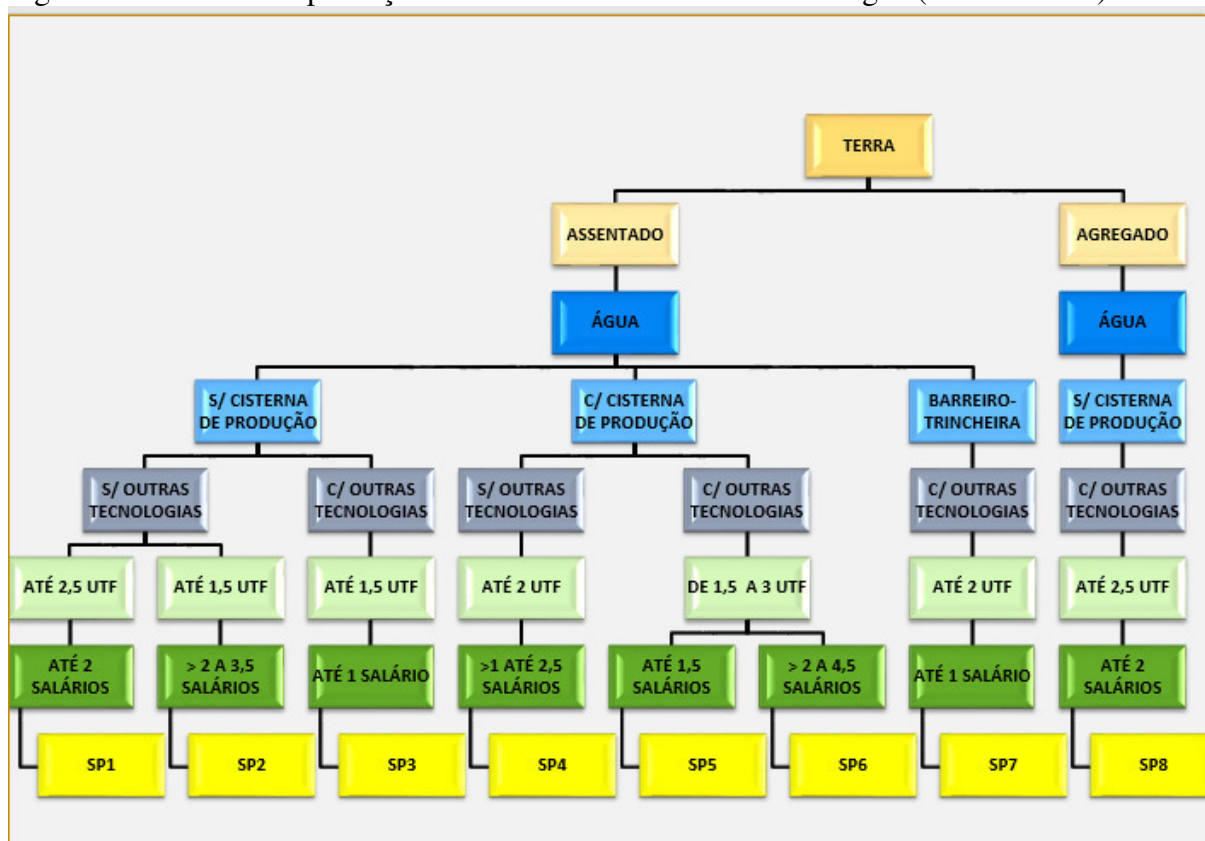 TERRA
ASSENTADO
AGREGADO
ÁGUA
ÁGUA
S/ CISTERNA
DE PRODUÇÃO
C/ CISTERNA
DE PRODUÇÃO
BARREIRO-
TRINCHEIRA
S/ CISTERNA
DE PRODUÇÃO
S/ OUTRAS
TECNOLOGIAS
C/ OUTRAS
TECNOLOGIAS
S/ OUTRAS
TECNOLOGIAS
C/ OUTRAS
TECNOLOGIAS
C/ OUTRAS
TECNOLOGIAS
C/ OUTRAS
TECNOLOGIAS
ATÉ 2,5 UTF
ATÉ 1,5 UTF
ATÉ 1,5 UTF
ATÉ 2 UTF
DE 1,5 A 3 UTF
ATÉ 2 UTF
ATÉ 2,5 UTF
ATÉ 2
SALÁRIOS
> 2 A 3,5
SALÁRIOS
ATÉ 1 SALÁRIO
>1 ATÉ 2,5
SALÁRIOS
ATÉ 1,5
SALÁRIOS
> 2 A 4,5
SALÁRIOS
ATÉ 1 SALÁRIO
ATÉ 2
SALÁRIOS
SP1
SP2
SP3
SP4
SP5
SP6
SP7
SP8